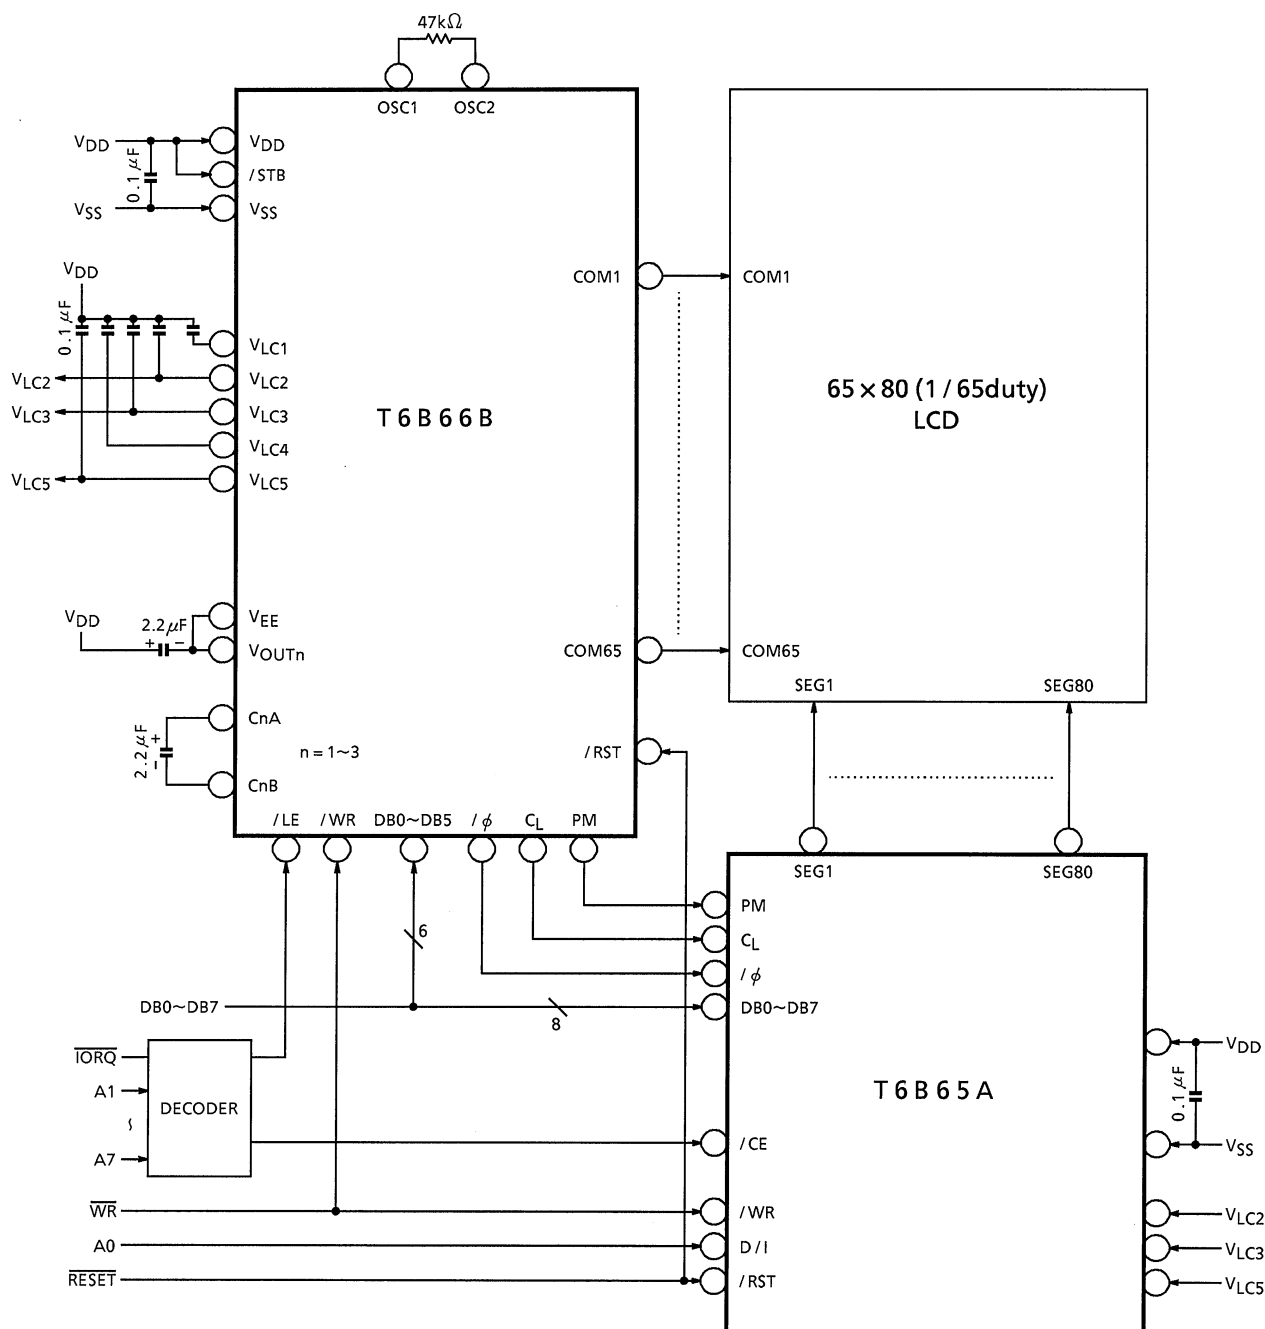 47kΩ
OSC1 OSC2
VDD
0.1μF
VSS
VDD
/STB
VSS
VDD
0.1μF
VLC2
VLC3
VLC5
VLC1
VLC2
VLC3
VLC4
VLC5
T6B66B
COM1
COM65
COM1
COM65
65×80 (1/65duty)
LCD
SEG1 SEG80
VDD
2.2μF
+ −
VEE
VOUTn
CnA
2.2μF
+
−
CnB
n=1~3
/RST
/LE /WR DB0~DB5 /ϕ CL PM
SEG1 SEG80
PM
CL
/ϕ
DB0~DB7
6
DB0~DB7
8
IORQ
A1
~
A7
DECODER
WR
A0
RESET
T6B65A
/CE
/WR
D/I
/RST
VDD
0.1μF
VSS
VLC2
VLC3
VLC5